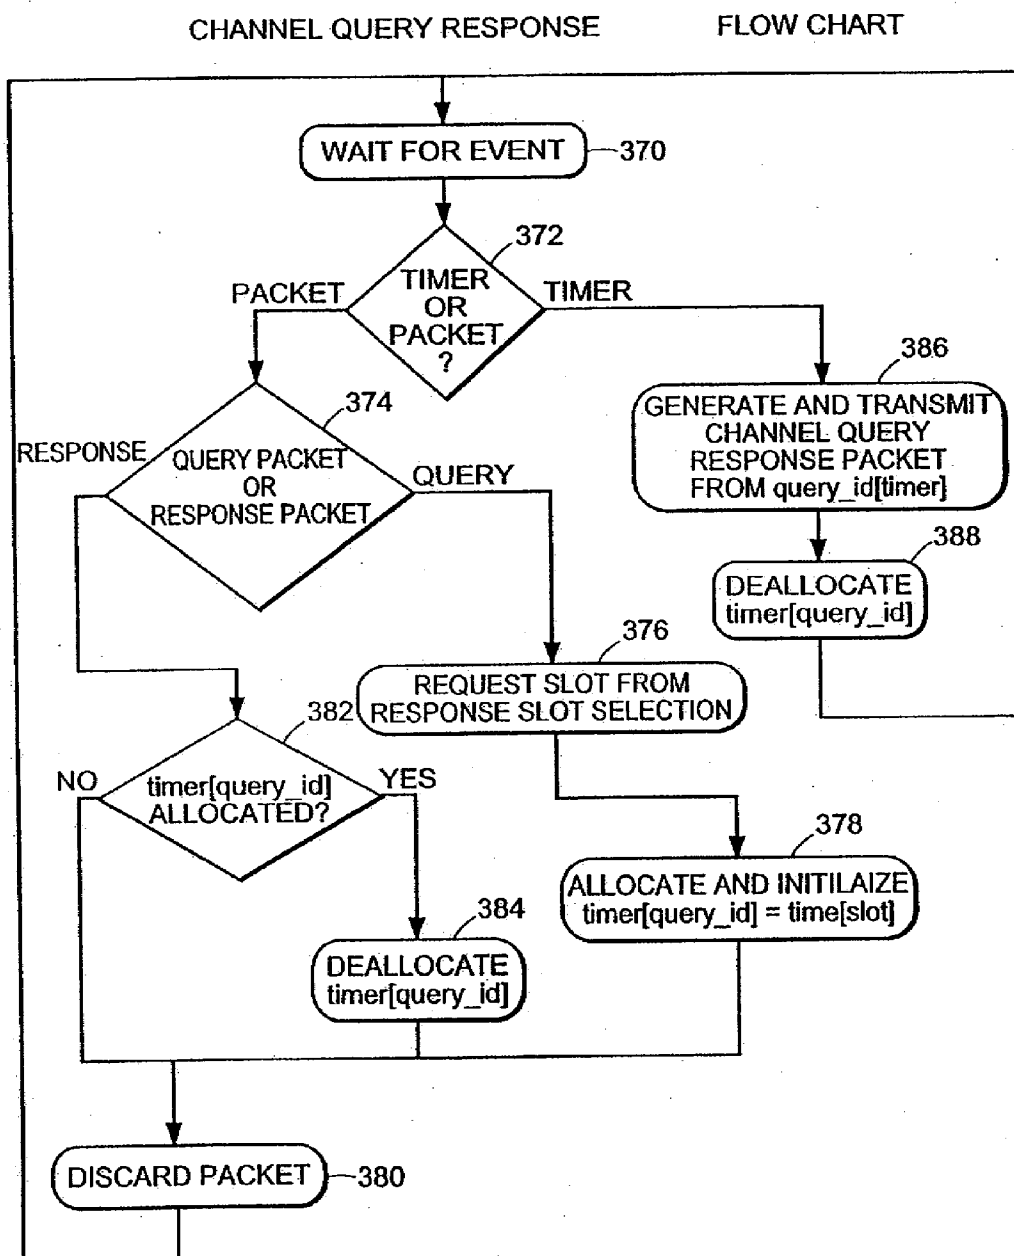 CHANNEL QUERY RESPONSE FLOW CHART
WAIT FOR EVENT
370
372
TIMER
OR
PACKET
?
PACKET
TIMER
386
GENERATE AND TRANSMIT
CHANNEL QUERY
RESPONSE PACKET
FROM query_id[timer]
374
RESPONSE
QUERY PACKET
OR
RESPONSE PACKET
QUERY
388
DEALLOCATE
timer[query_id]
376
REQUEST SLOT FROM
RESPONSE SLOT SELECTION
382
NO
timer[query_id]
ALLOCATED?
YES
378
ALLOCATE AND INITILAIZE
timer[query_id] = time[slot]
384
DEALLOCATE
timer[query_id]
DISCARD PACKET
380